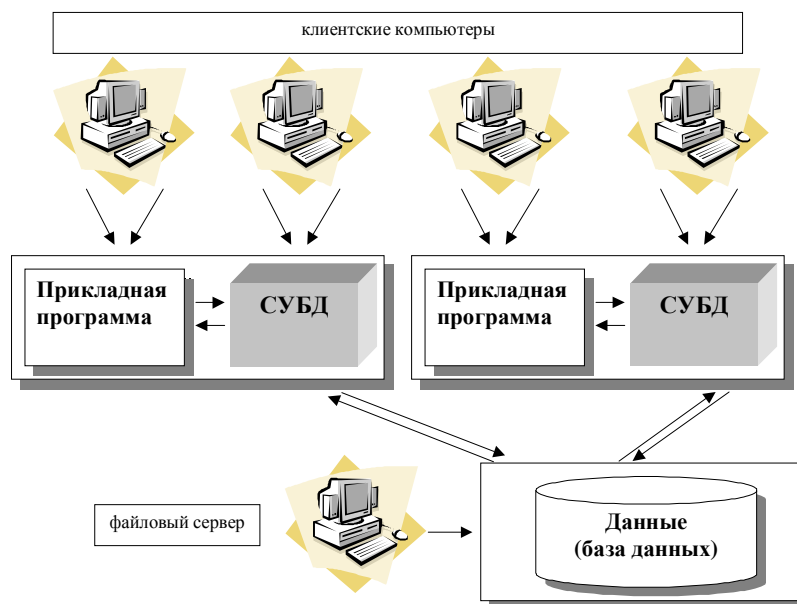 клиентские компьютеры
Прикладная
программа
СУБД
Прикладная
программа
СУБД
файловый сервер
Данные
(база данных)